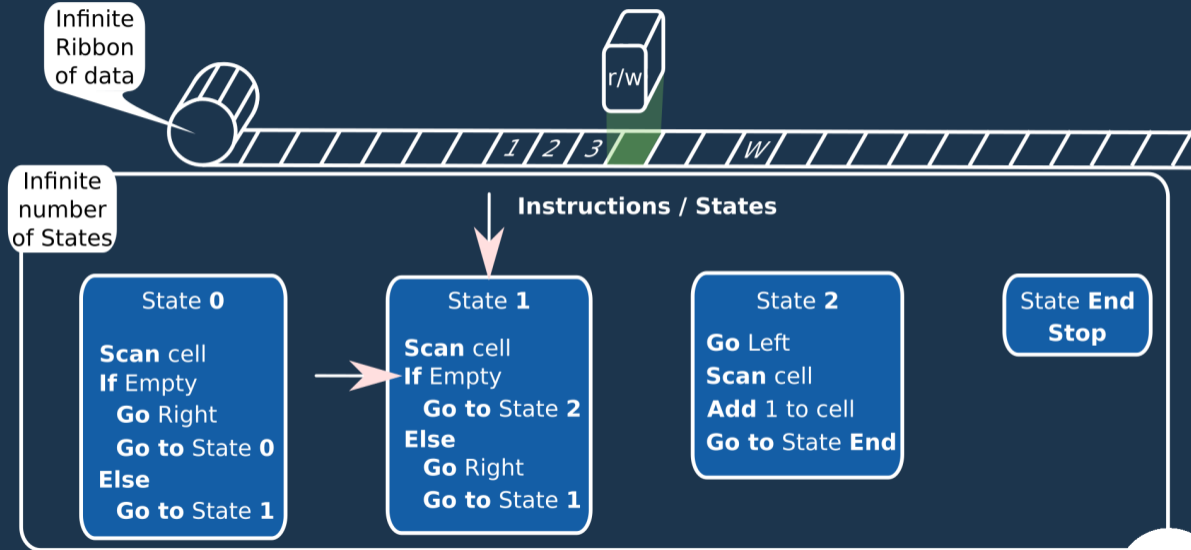 Infinite
Ribbon
of data
r/w
1 2 3 W
Infinite
number
of States
Instructions / States
State 0
Scan cell
If Empty
Go Right
Go to State 0
Else
Go to State 1
State 1
Scan cell
If Empty
Go to State 2
Else
Go Right
Go to State 1
State 2
Go Left
Scan cell
Add 1 to cell
Go to State End
State End
Stop